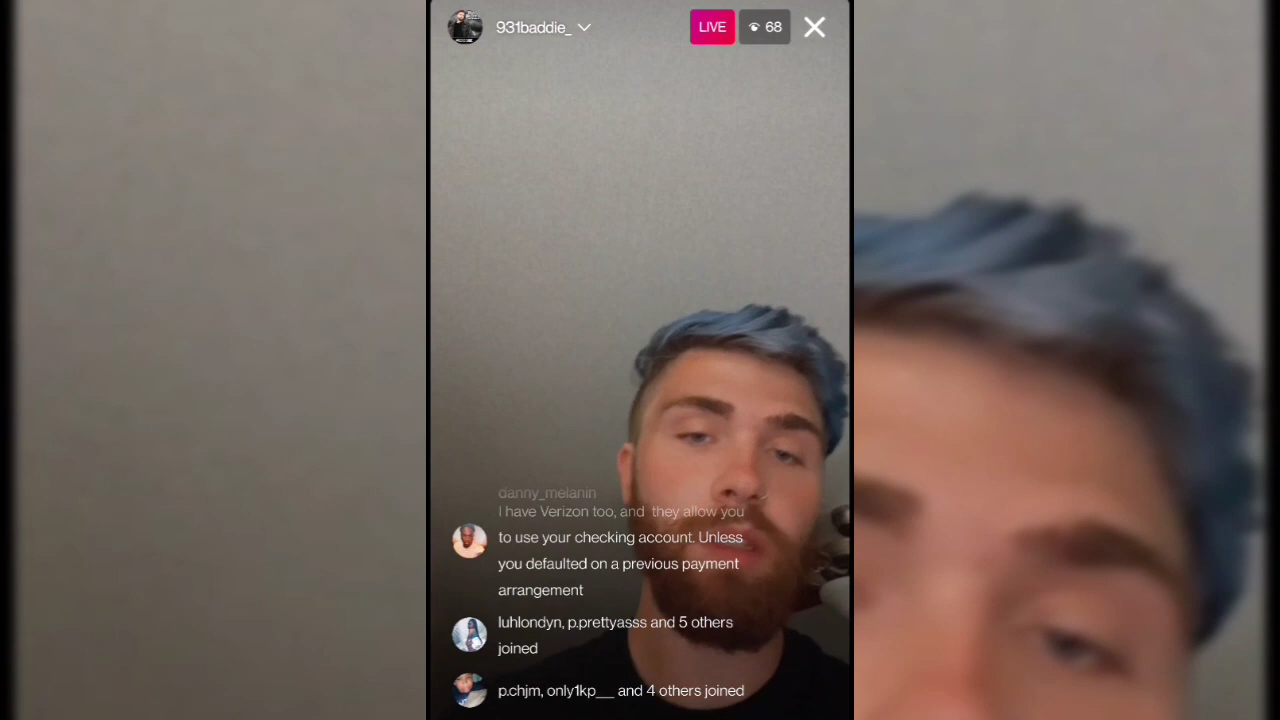 931baddie_
LIVE
68
danny_melanin
I have Verizon too, and they allow you
to use your checking account. Unless
you defaulted on a previous payment
arrangement
luhlondyn, p.prettyasss and 5 others
joined
p.chjm, only1kp___ and 4 others joined